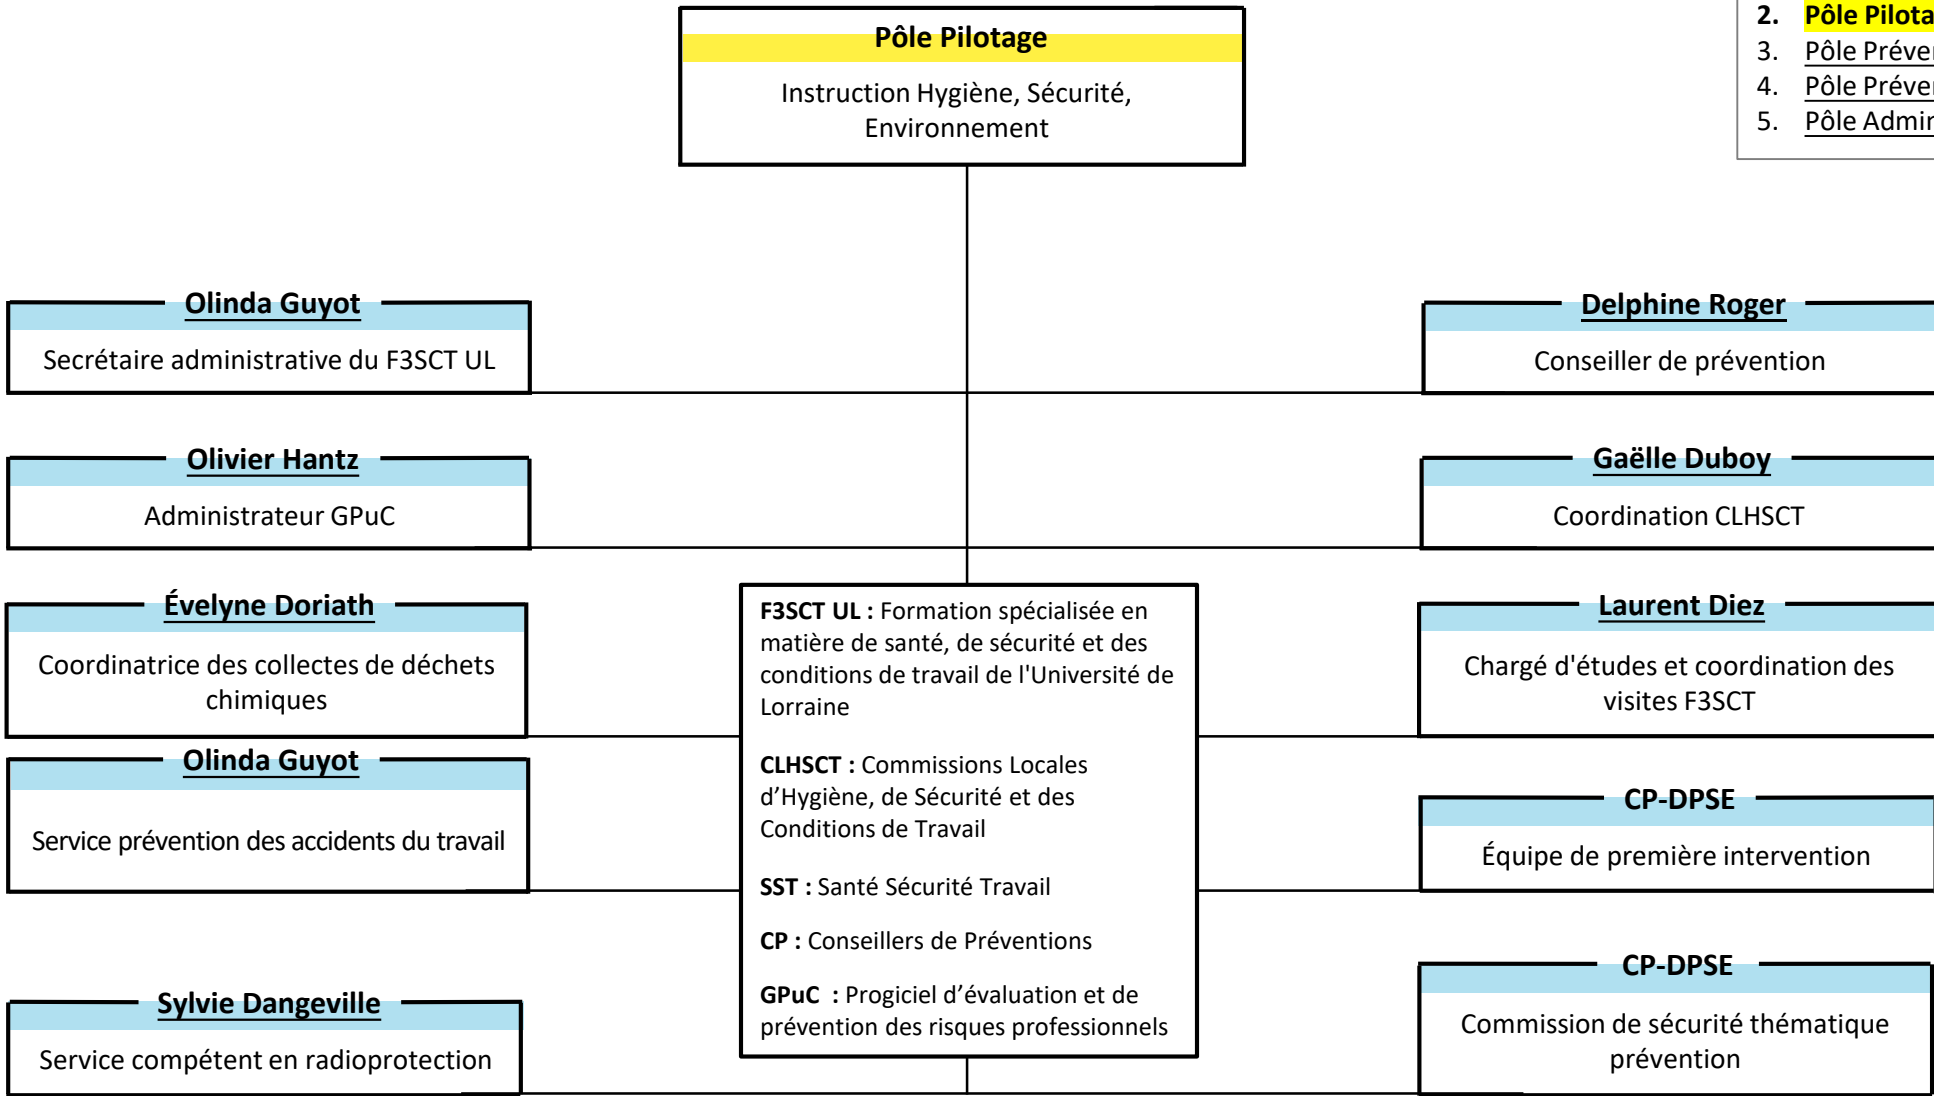 Pôle Pilotage
Instruction Hygiène, Sécurité,
Environnement
2. Pôle
3. Pôle
4. Pôle
5. Pôle
Olinda Guyot
Secrétaire administrative du F3SCT UL
Delphine Roger
Conseiller de prévention
Olivier Hantz
Administrateur GPuC
Gaëlle Duboy
Coordination CLHSCT
Évelyne Doriath
Coordinatrice des collectes de déchets
chimiques
Laurent Diez
Chargé d'études et coordination des
visites F3SCT
Olinda Guyot
Service prévention des accidents du travail
CP-DPSE
Équipe de première intervention
Sylvie Dangeville
Service compétent en radioprotection
CP-DPSE
Commission de sécurité thématique
prévention
F3SCT UL : Formation spécialisée en
matière de santé, de sécurité et des
conditions de travail de l'Université de
Lorraine
CLHSCT : Commissions Locales
d’Hygiène, de Sécurité et des
Conditions de Travail
SST : Santé Sécurité Travail
CP : Conseillers de Préventions
GPuC : Progiciel d’évaluation et de
prévention des risques professionnels